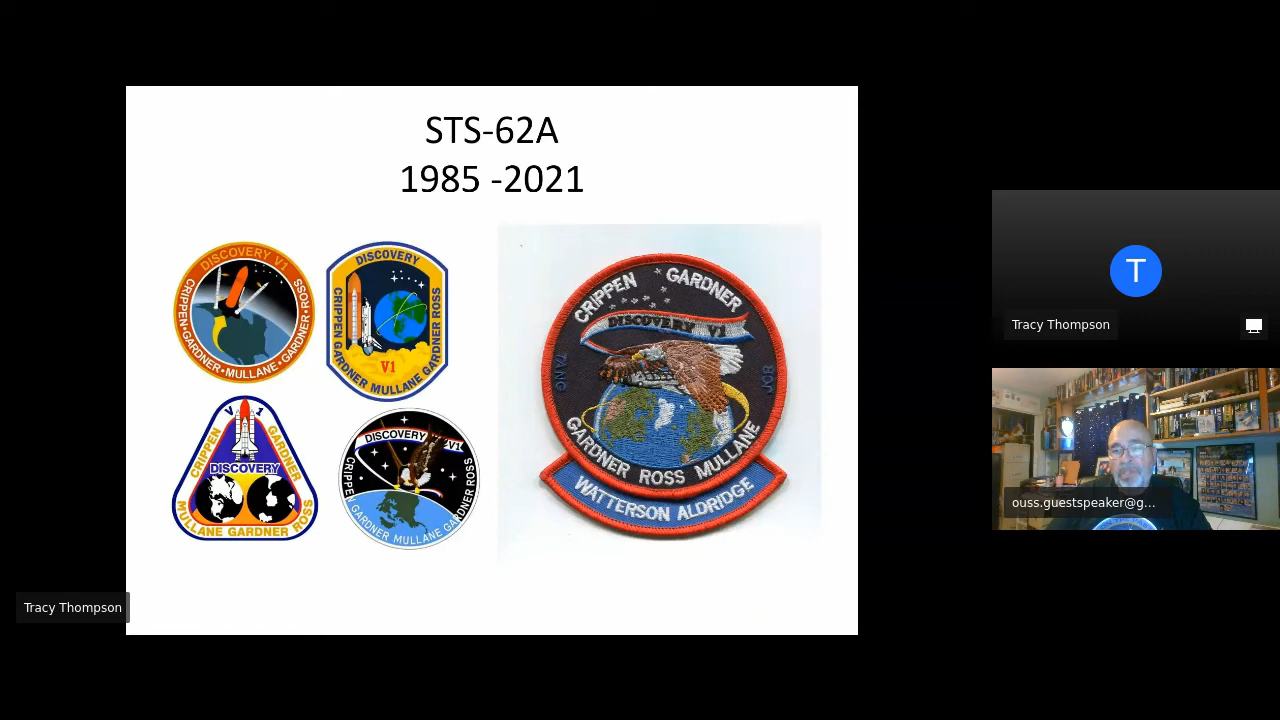 STS-62A
1985 -2021
DISCOVERY V1
CRIPPEN•GARDNER•MULLANE•GARDNER•ROSS
DISCOVERY
CRIPPEN GARDNER MULLANE GARDNER ROSS
V1
V 1
CRIPPEN
GARDNER
DISCOVERY
MULLANE GARDNER ROSS
DISCOVERY V1
CRIPPEN GARDNER MULLANE GARDNER ROSS
CRIPPEN GARDNER
DISCOVERY V1
GARDNER ROSS MULLANE
WATTERSON ALDRIDGE
T
Tracy Thompson
ouss.guestspeaker@g...
Tracy Thompson